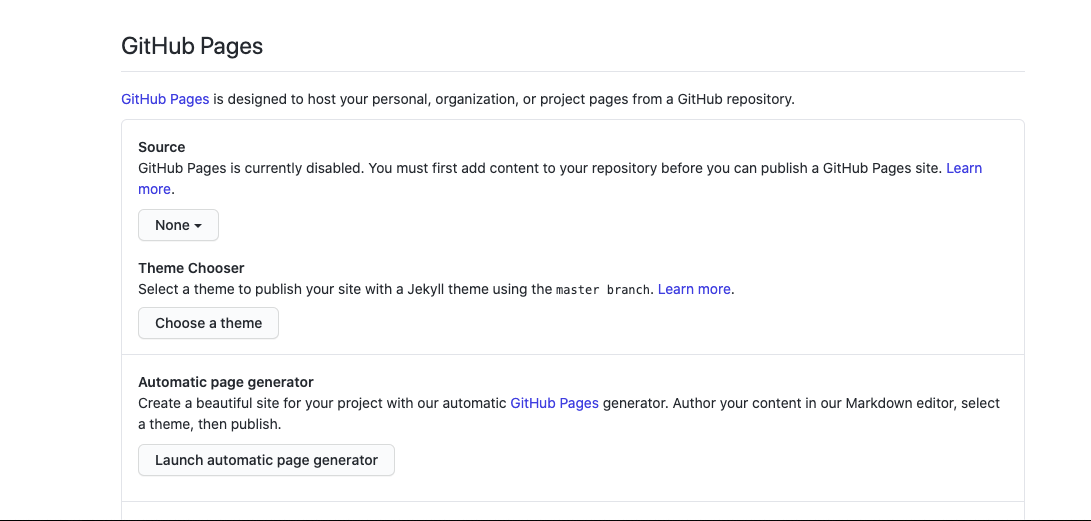 GitHub Pages
GitHub Pages is designed to host your personal, organization, or project pages from a GitHub repository.
Source
GitHub Pages is currently disabled. You must first add content to your repository before you can publish a GitHub Pages site. Learn
more.
None
Theme Chooser
Select a theme to publish your site with a Jekyll theme using the master branch. Learn more.
Choose a theme
Automatic page generator
Create a beautiful site for your project with our automatic GitHub Pages generator. Author your content in our Markdown editor, select
a theme, then publish.
Launch automatic page generator